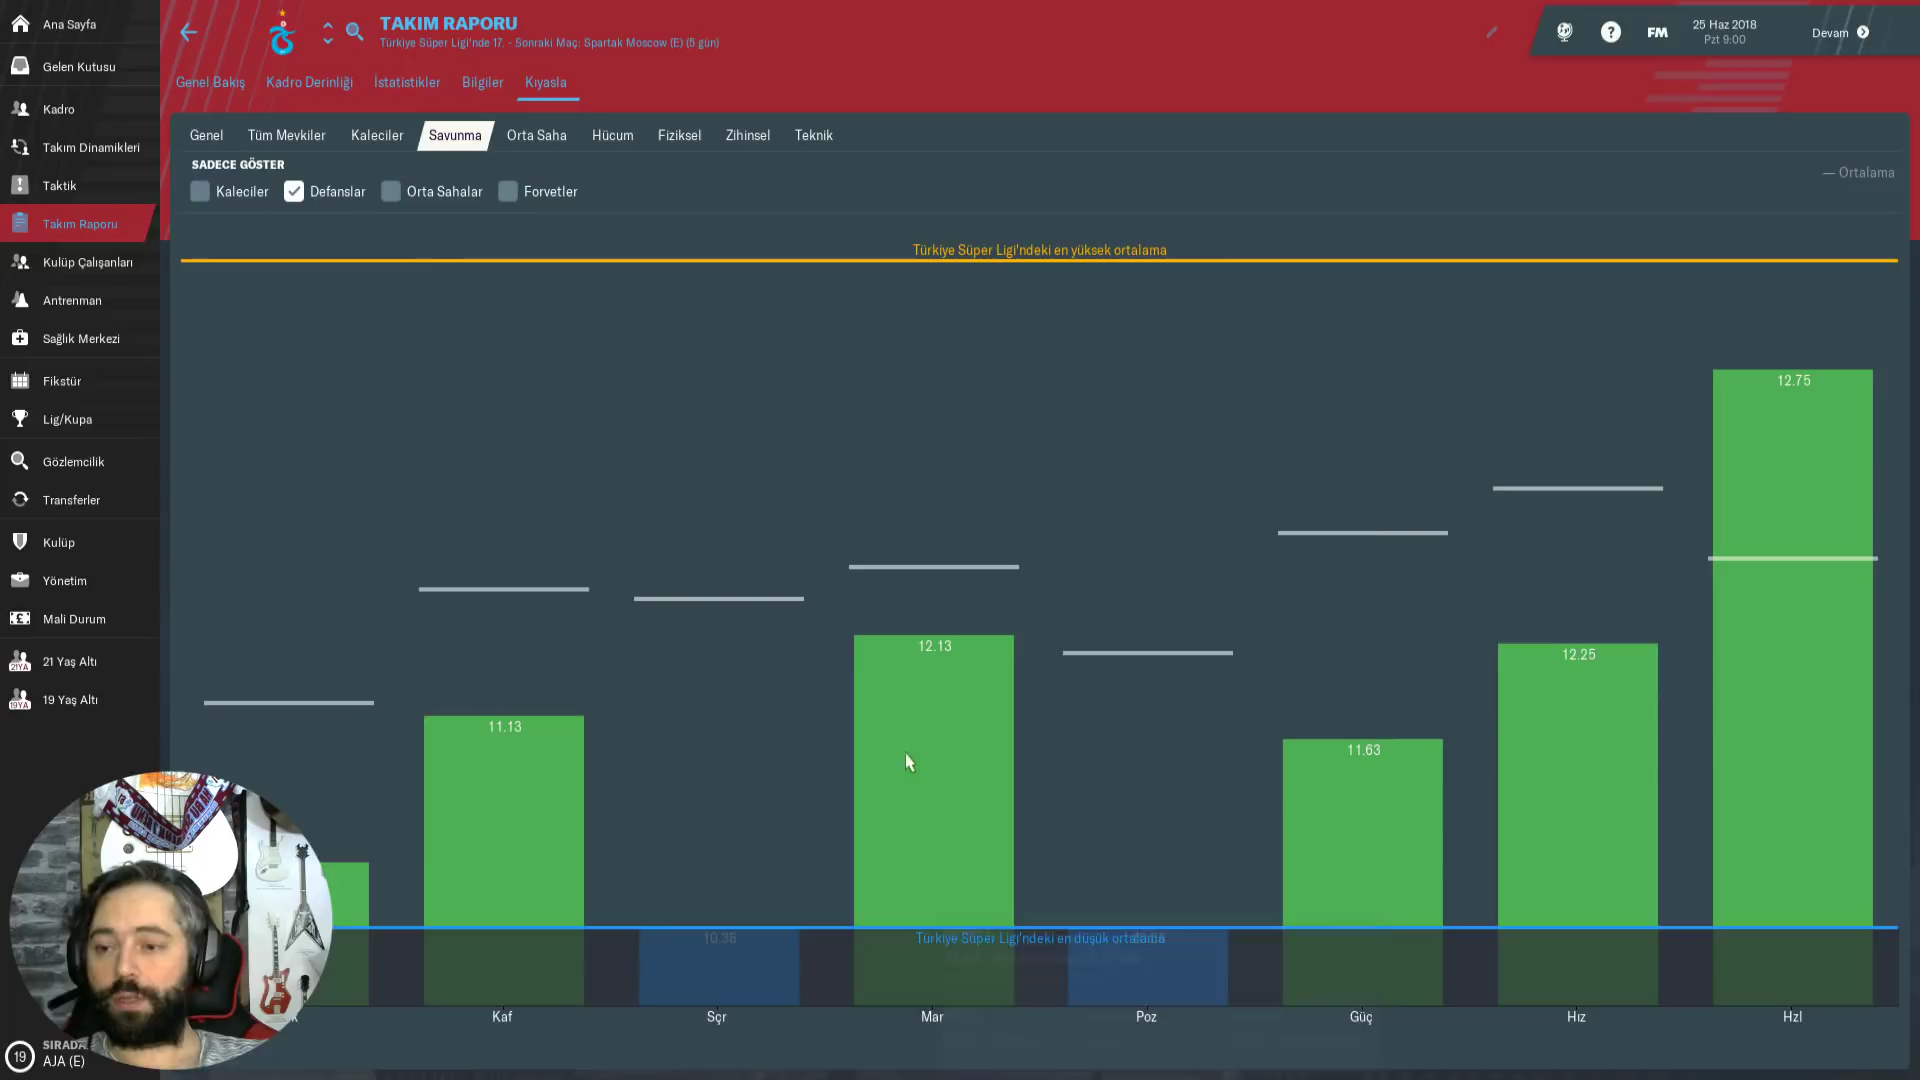 Ana Sayfa
Gelen Kutusu
Kadro
Takım Dinamikleri
Taktik
Takım Raporu
Kulüp Çalışanları
Antrenman
Sağlık Merkezi
Fikstür
Lig/Kupa
Gözlemcilik
Transferler
Kulüp
Yönetim
Mali Durum
21YA
21 Yaş Altı
19YA
19 Yaş Altı
19
SIRADA
AJA (E)
TAKIM RAPORU
Türkiye Süper Ligi'nde 17. - Sonraki Maç: Spartak Moscow (E) (5 gün)
FM
25 Haz 2018
Pzt 9:00
Devam
Genel Bakış
Kadro Derinliği
İstatistikler
Bilgiler
Kıyasla
Genel
Tüm Mevkiler
Kaleciler
Savunma
Orta Saha
Hücum
Fiziksel
Zihinsel
Teknik
SADECE GÖSTER
Kaleciler
Defanslar
Orta Sahalar
Forvetler
— Ortalama
Türkiye Süper Ligi'ndeki en yüksek ortalama
11.13
10.38
12.13
11.63
12.25
12.75
Türkiye Süper Ligi'ndeki en düşük ortalama
Kaf
Sçr
Mar
Poz
Güç
Hız
Hzl